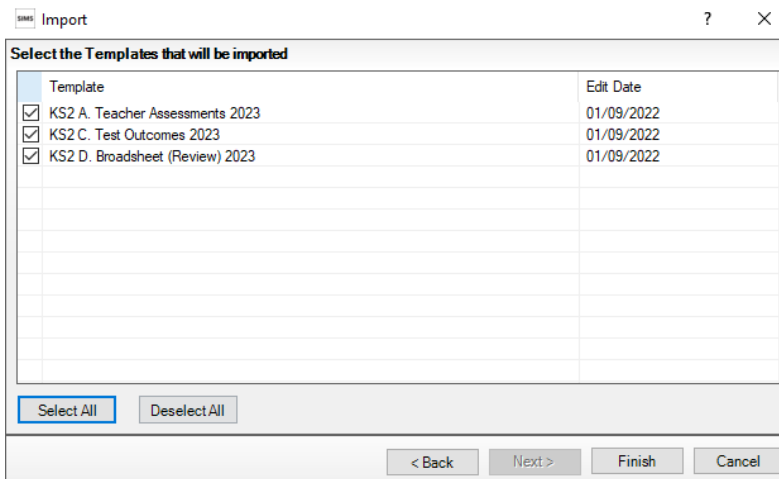 SIMS Import ? X
Select the Templates that will be imported
Template Edit Date
KS2 A. Teacher Assessments 2023 01/09/2022
KS2 C. Test Outcomes 2023 01/09/2022
KS2 D. Broadsheet (Review) 2023 01/09/2022
Select All Deselect All
< Back Next > Finish Cancel